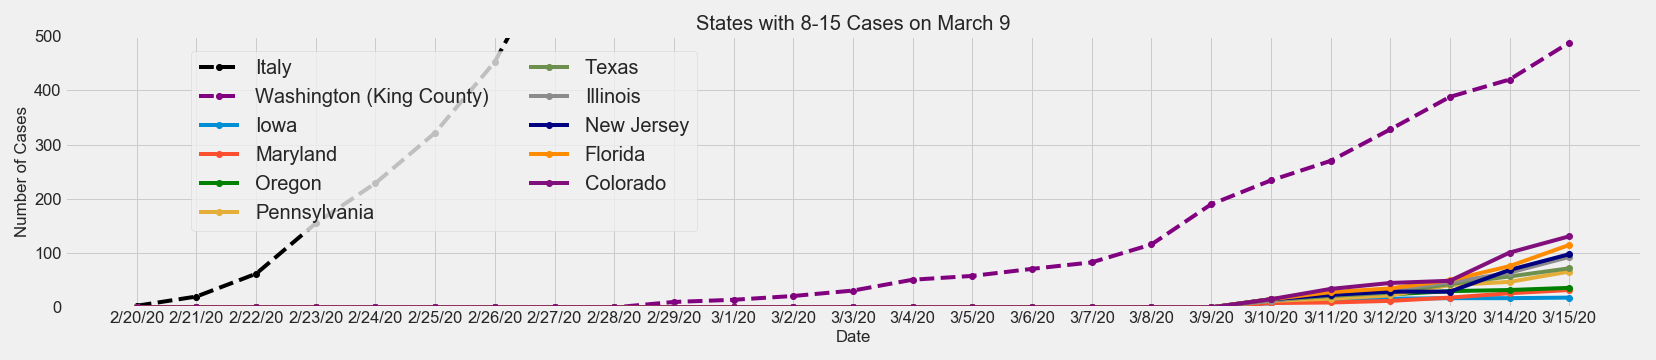 States with 8-15 Cases on March 9
Number of Cases
500
400
300
200
100
0
Italy
Washington (King County)
Iowa
Maryland
Oregon
Pennsylvania
Texas
Illinois
New Jersey
Florida
Colorado
2/20/20 2/21/20 2/22/20 2/23/20 2/24/20 2/25/20 2/26/20 2/27/20 2/28/20 2/29/20 3/1/20 3/2/20 3/3/20 3/4/20 3/5/20 3/6/20 3/7/20 3/8/20 3/9/20 3/10/20 3/11/20 3/12/20 3/13/20 3/14/20 3/15/20
Date